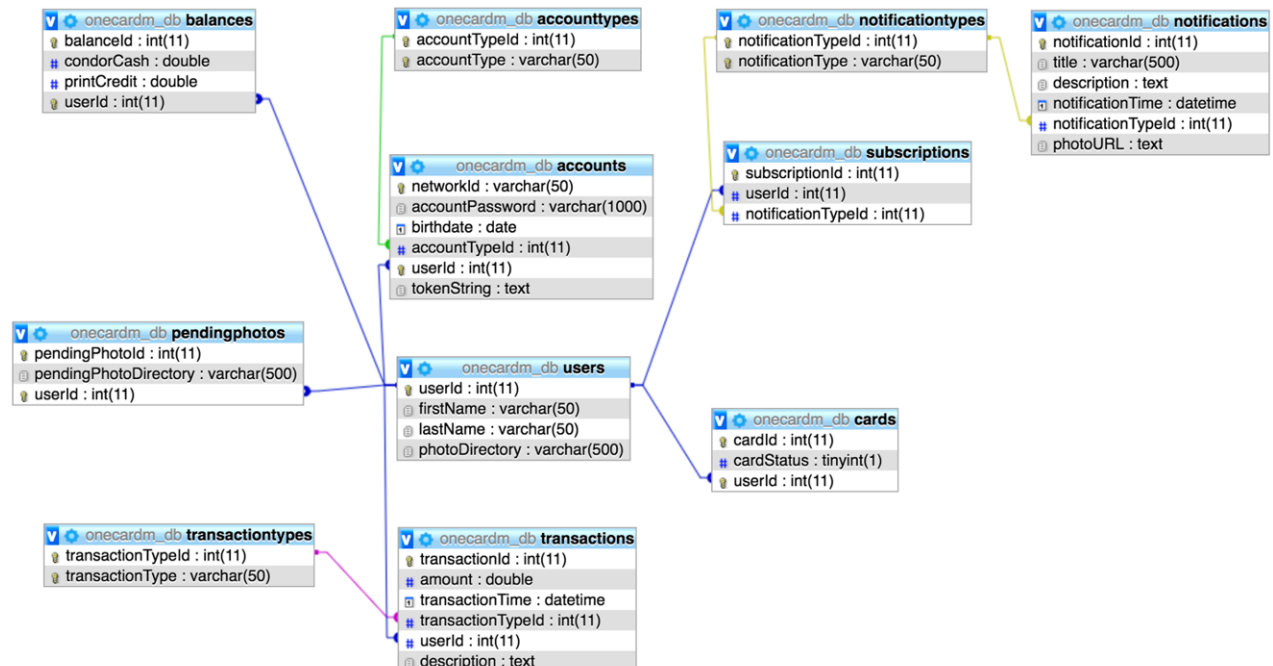 V onecardm_db balances
balanceId : int(11)
# condorCash : double
# printCredit : double
userId : int(11)
V onecardm_db accounttypes
accountTypeId : int(11)
accountType : varchar(50)
V onecardm_db notificationtypes
notificationTypeId : int(11)
notificationType : varchar(50)
V onecardm_db notifications
notificationId : int(11)
title : varchar(500)
description : text
notificationTime : datetime
# notificationTypeId : int(11)
photoURL : text
V onecardm_db accounts
networkId : varchar(50)
accountPassword : varchar(1000)
birthdate : date
# accountTypeId : int(11)
userId : int(11)
tokenString : text
V onecardm_db subscriptions
subscriptionId : int(11)
# userId : int(11)
# notificationTypeId : int(11)
V onecardm_db pendingphotos
pendingPhotoId : int(11)
pendingPhotoDirectory : varchar(500)
userId : int(11)
V onecardm_db users
userId : int(11)
firstName : varchar(50)
lastName : varchar(50)
photoDirectory : varchar(500)
V onecardm_db cards
cardId : int(11)
# cardStatus : tinyint(1)
userId : int(11)
V onecardm_db transactiontypes
transactionTypeId : int(11)
transactionType : varchar(50)
V onecardm_db transactions
transactionId : int(11)
# amount : double
transactionTime : datetime
# transactionTypeId : int(11)
# userId : int(11)
description : text